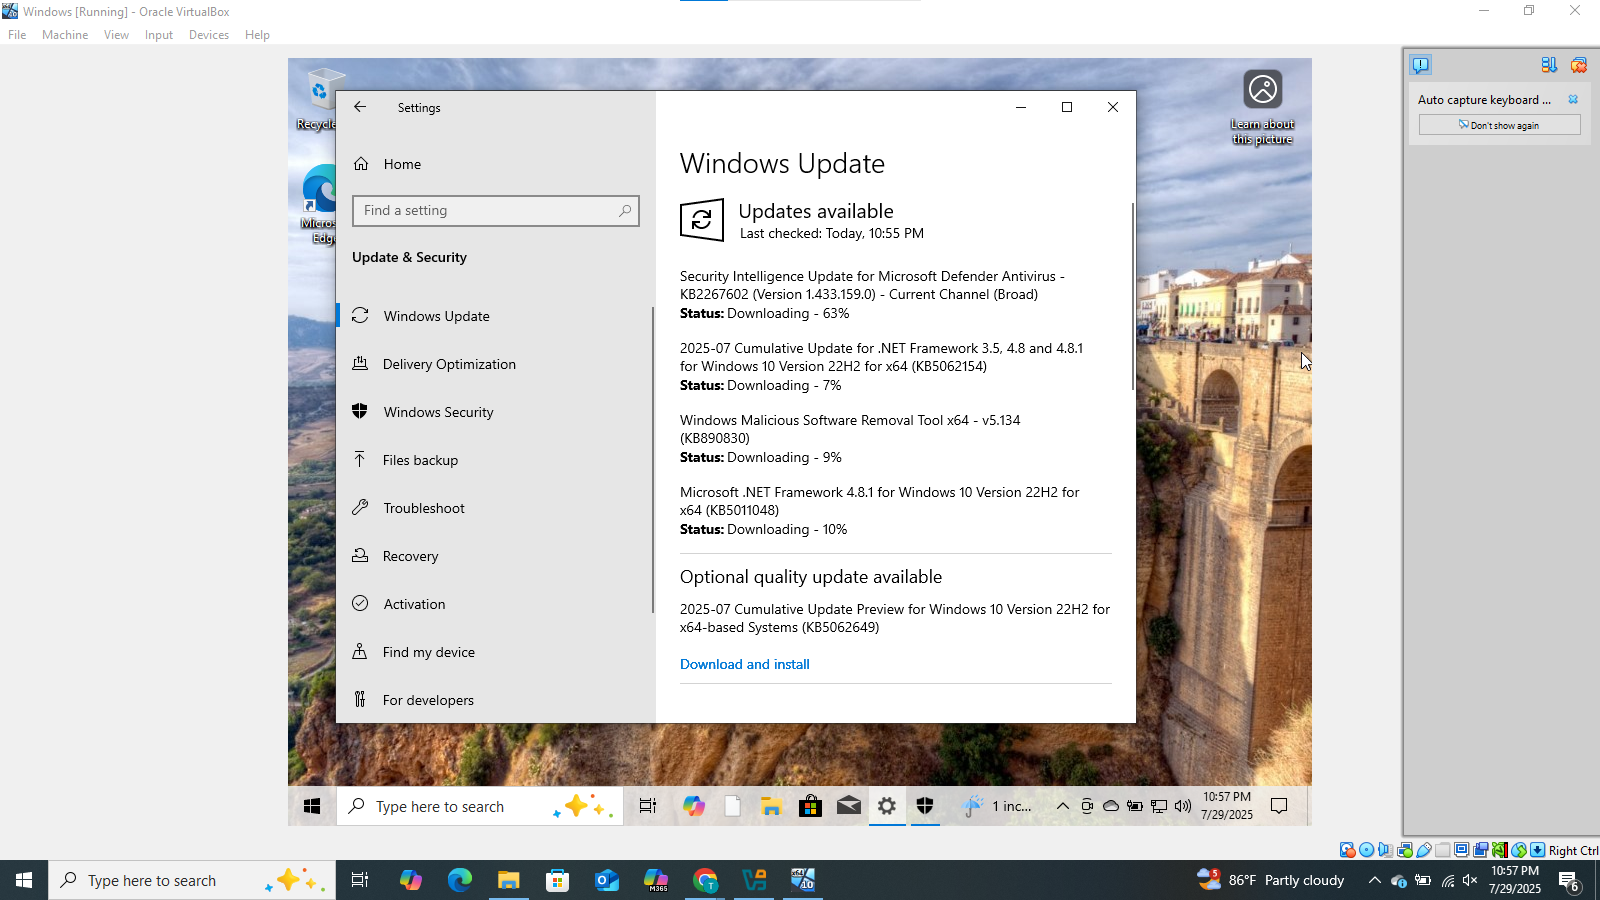 Windows [Running] - Oracle VirtualBox
File Machine View Input Devices Help
Auto capture keyboard ...
Don't show again
Recycle
Micros
Edg
Learn about
this picture
Settings
Home
Find a setting
Update & Security
Windows Update
Delivery Optimization
Windows Security
Files backup
Troubleshoot
Recovery
Activation
Find my device
For developers
Windows Update
Updates available
Last checked: Today, 10:55 PM
Security Intelligence Update for Microsoft Defender Antivirus -
KB2267602 (Version 1.433.159.0) - Current Channel (Broad)
Status: Downloading - 63%
2025-07 Cumulative Update for .NET Framework 3.5, 4.8 and 4.8.1
for Windows 10 Version 22H2 for x64 (KB5062154)
Status: Downloading - 7%
Windows Malicious Software Removal Tool x64 - v5.134
(KB890830)
Status: Downloading - 9%
Microsoft .NET Framework 4.8.1 for Windows 10 Version 22H2 for
x64 (KB5011048)
Status: Downloading - 10%
Optional quality update available
2025-07 Cumulative Update Preview for Windows 10 Version 22H2 for
x64-based Systems (KB5062649)
Download and install
Type here to search
1 inc...
10:57 PM
7/29/2025
Right Ctrl
Type here to search
M365
T
10
5
86°F Partly cloudy
10:57 PM
7/29/2025
6